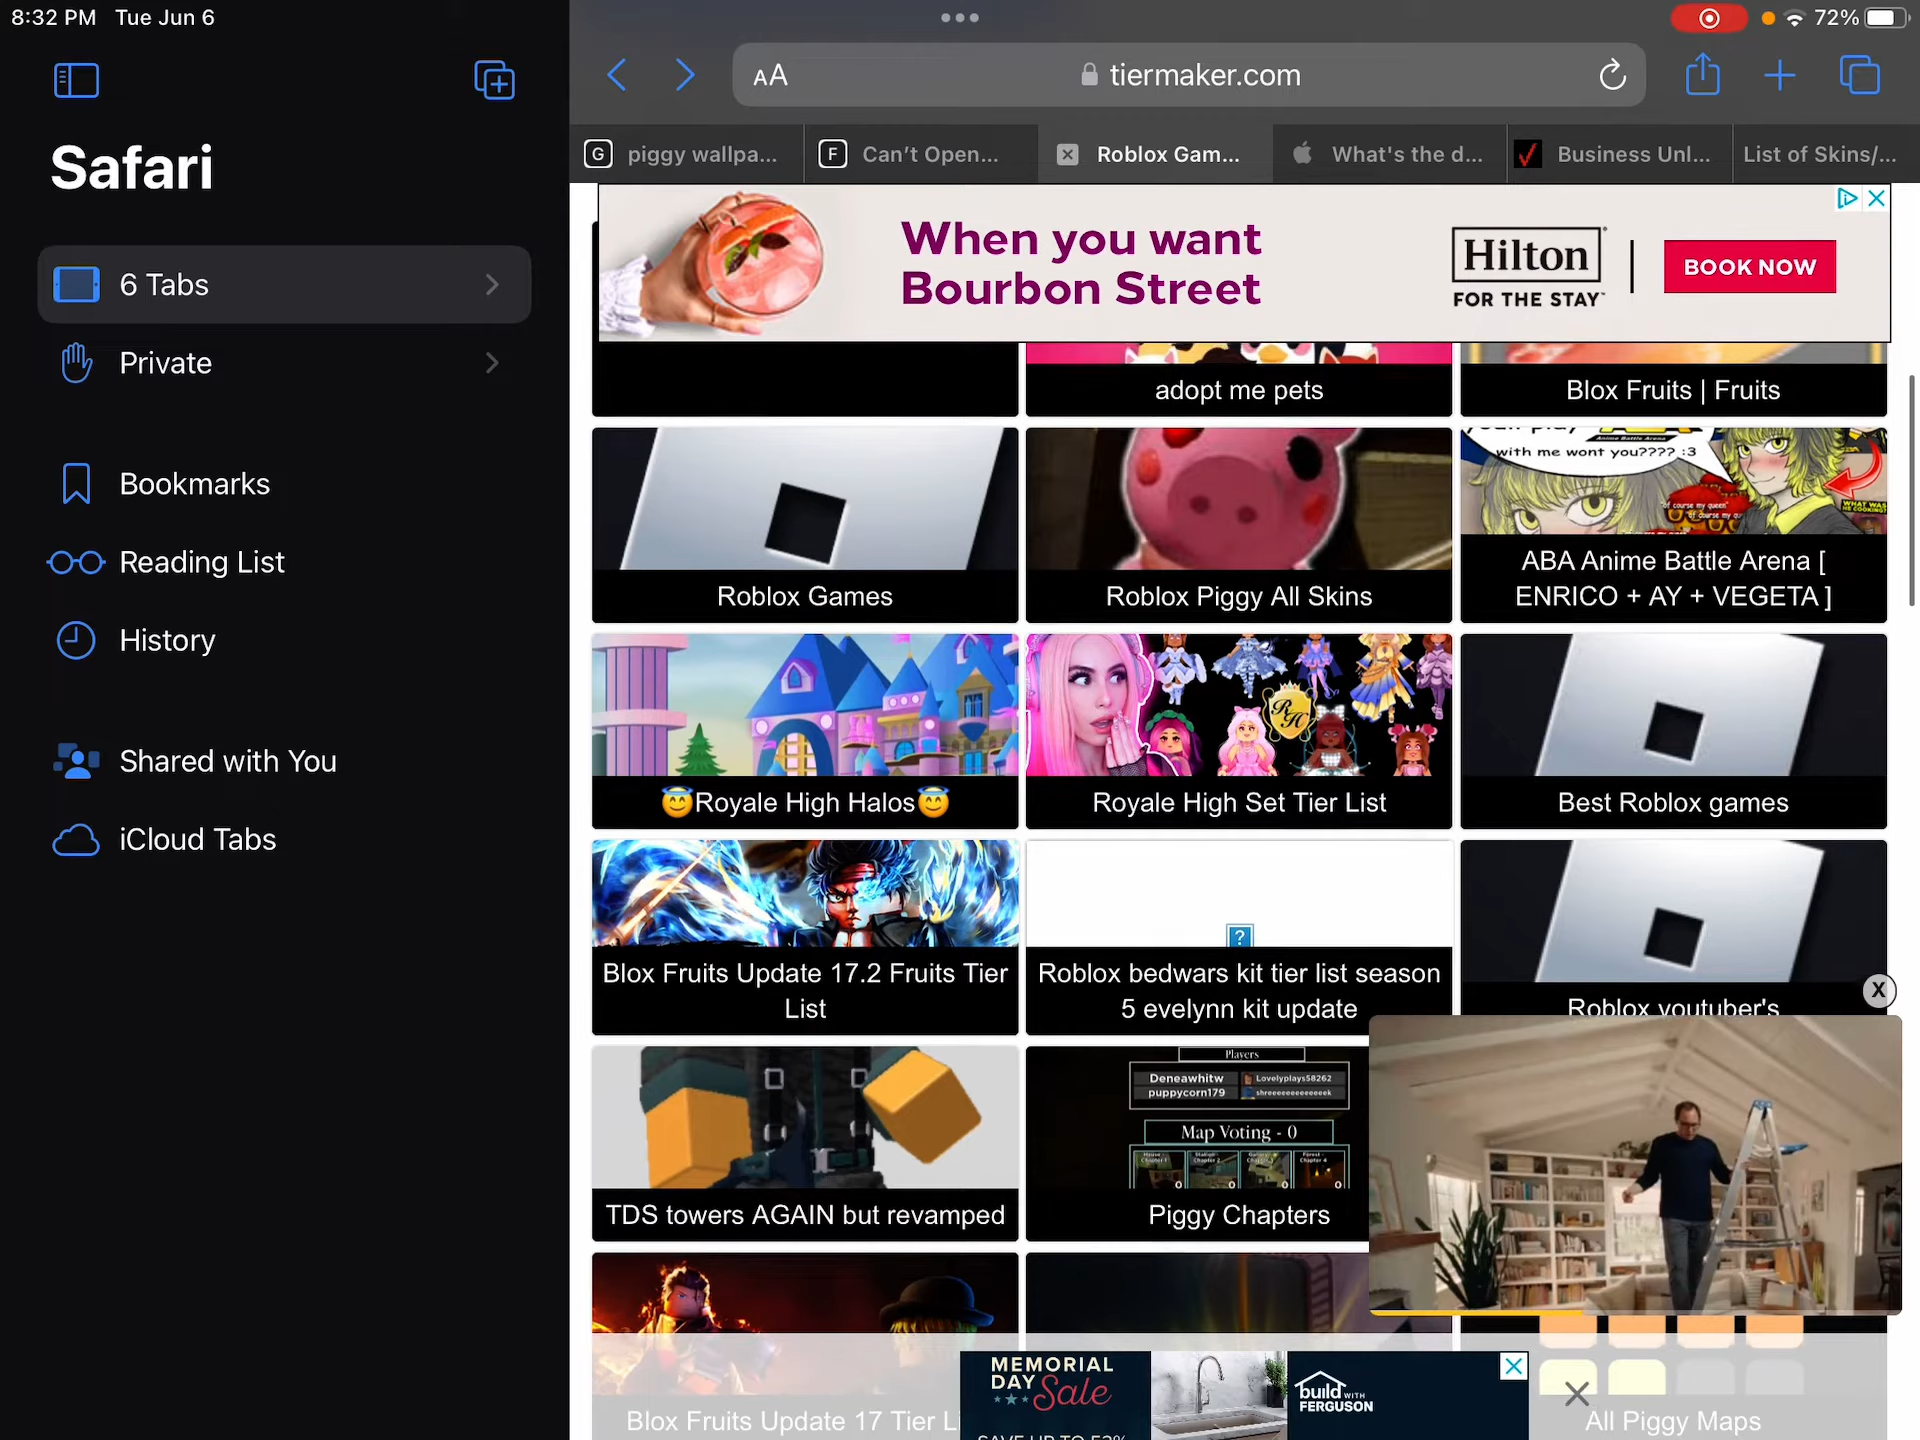 8:32 PM Tue Jun 6
72%
Safari
6 Tabs
Private
Bookmarks
Reading List
History
Shared with You
iCloud Tabs
AA
tiermaker.com
G piggy wallpa...
F Can't Open...
Roblox Gam...
What's the d...
Business Unl...
List of Skins/...
When you want
Bourbon Street
Hilton
FOR THE STAY
BOOK NOW
adopt me pets
Blox Fruits | Fruits
Roblox Games
Roblox Piggy All Skins
with me wont you???? :3
ABA Anime Battle Arena [
ENRICO + AY + VEGETA ]
😇Royale High Halos😇
RH
Royale High Set Tier List
Best Roblox games
Blox Fruits Update 17.2 Fruits Tier
List
?
Roblox bedwars kit tier list season
5 evelynn kit update
Roblox youtuber's
X
TDS towers AGAIN but revamped
Players
Deneawhitw
Lovelyplays58262
puppycorn179
Map Voting - 0
Piggy Chapters
Blox Fruits Update 17 Tier L
MEMORIAL
DAY Sale
build WITH
FERGUSON
All Piggy Maps